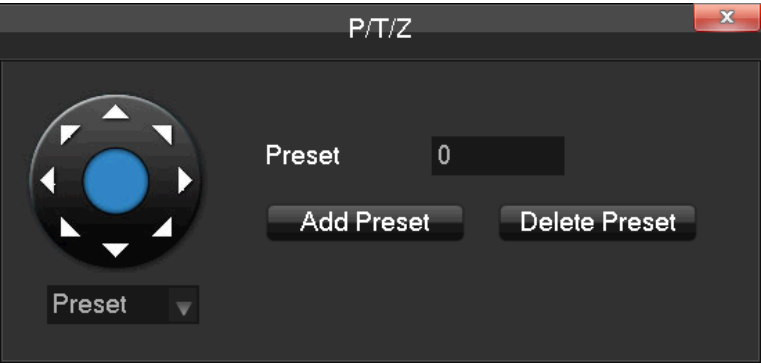 P/T/Z
x
Preset 0
Add Preset Delete Preset
Preset